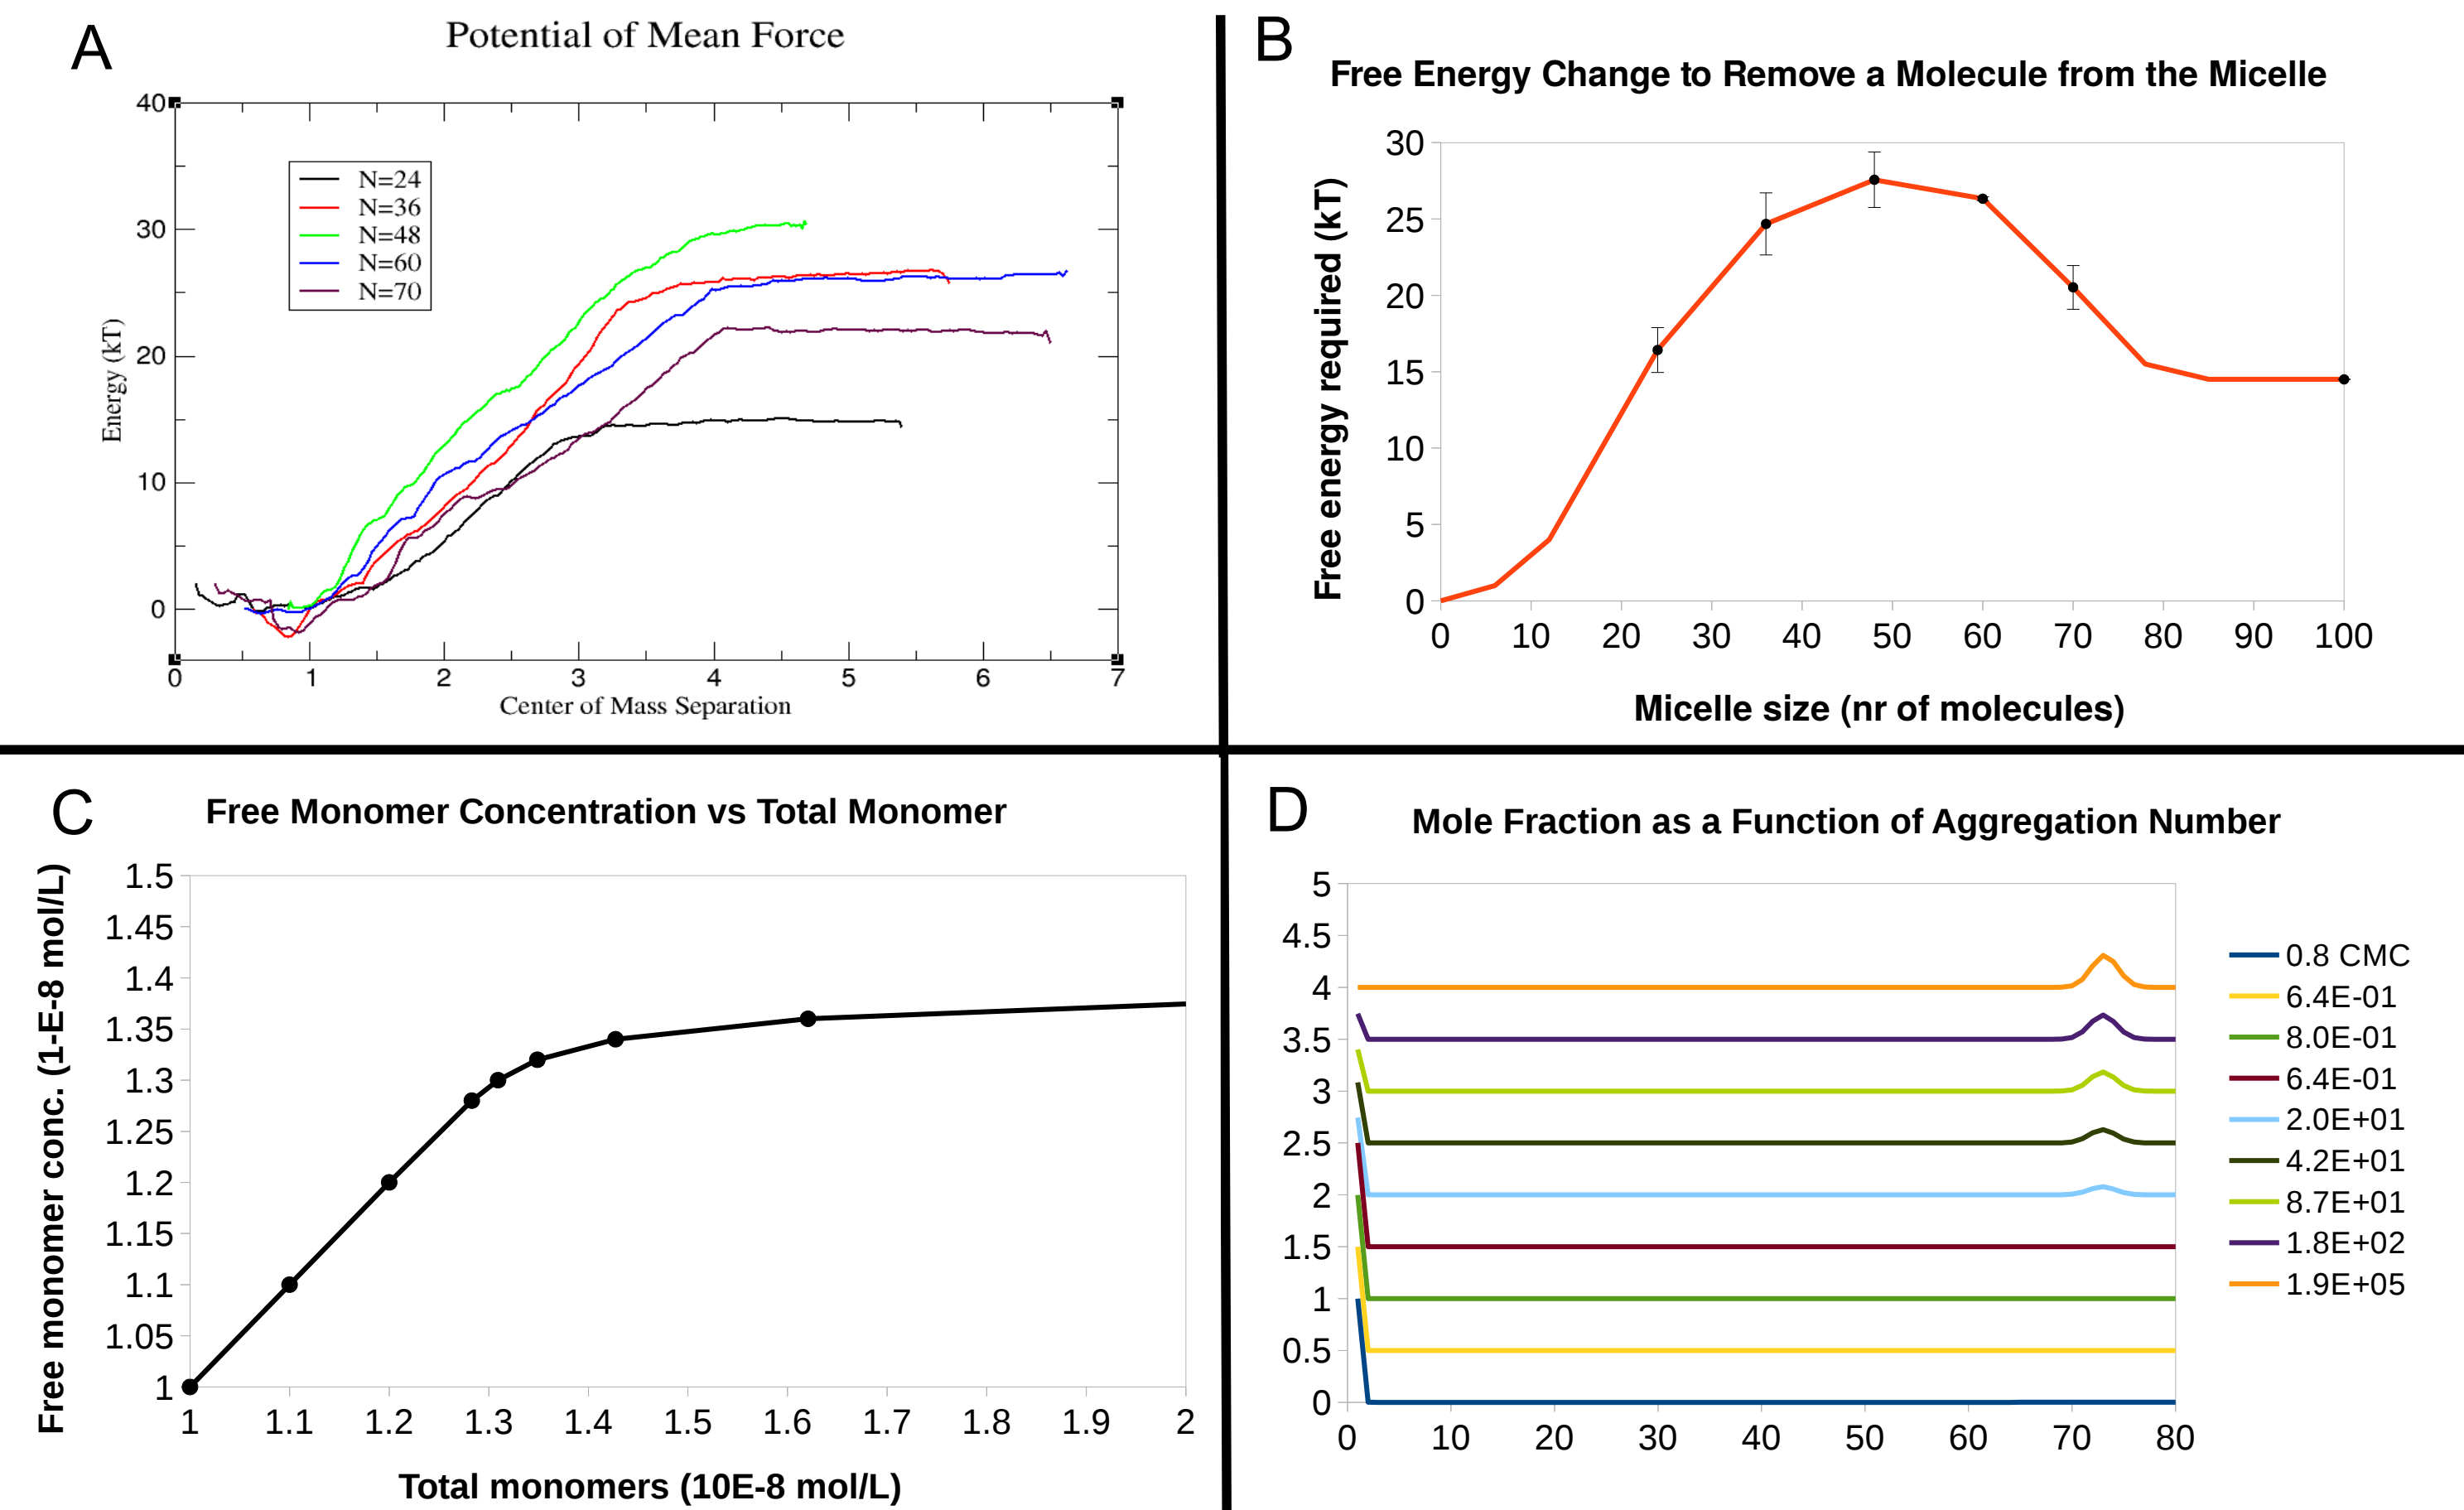 A
Potential of Mean Force
40
30
20
10
0
Energy (kT)
N=24
N=36
N=48
N=60
N=70
0 1 2 3 4 5 6 7
Center of Mass Separation
B
Free Energy Change to Remove a Molecule from the Micelle
30
25
20
15
10
5
0
Free energy required (kT)
0 10 20 30 40 50 60 70 80 90 100
Micelle size (nr of molecules)
C
Free Monomer Concentration vs Total Monomer
1.5
1.45
1.4
1.35
1.3
1.25
1.2
1.15
1.1
1.05
1
Free monomer conc. (1-E-8 mol/L)
1 1.1 1.2 1.3 1.4 1.5 1.6 1.7 1.8 1.9 2
Total monomers (10E-8 mol/L)
D
Mole Fraction as a Function of Aggregation Number
5
4.5
4
3.5
3
2.5
2
1.5
1
0.5
0
0 10 20 30 40 50 60 70 80
0.8 CMC
6.4E-01
8.0E-01
6.4E-01
2.0E+01
4.2E+01
8.7E+01
1.8E+02
1.9E+05